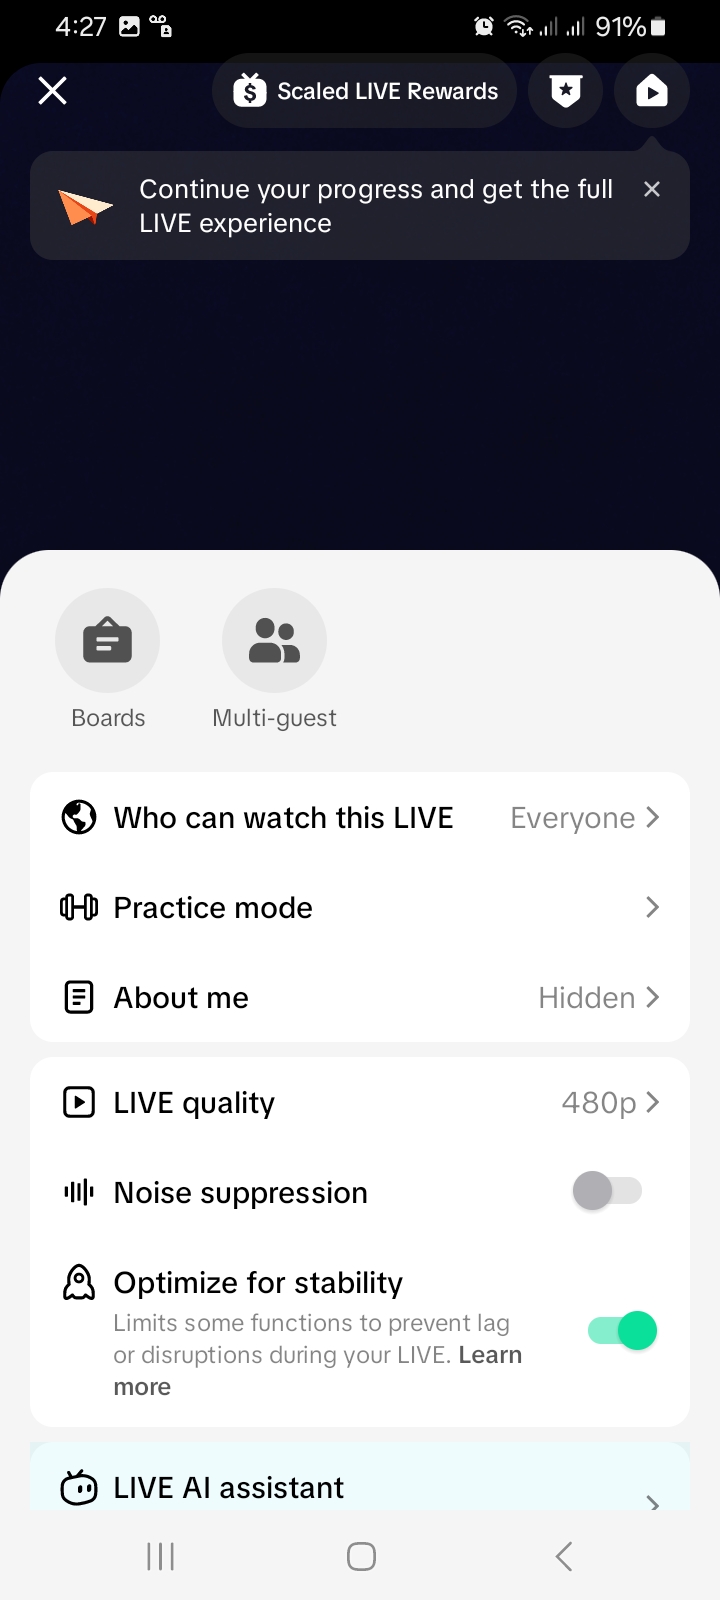 4:27
91%
Scaled LIVE Rewards
Continue your progress and get the full
LIVE experience
Boards
Multi-guest
Who can watch this LIVE
Everyone
Practice mode
About me
Hidden
LIVE quality
480p
Noise suppression
Optimize for stability
Limits some functions to prevent lag
or disruptions during your LIVE. Learn
more
LIVE AI assistant